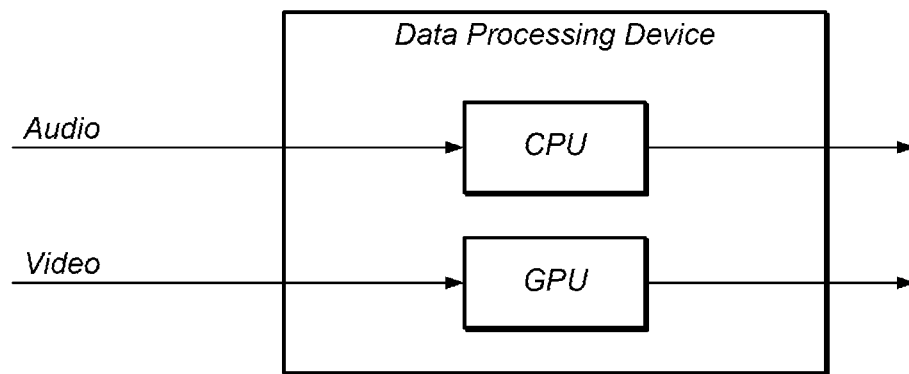 Data Processing Device
Audio
CPU
Video
GPU